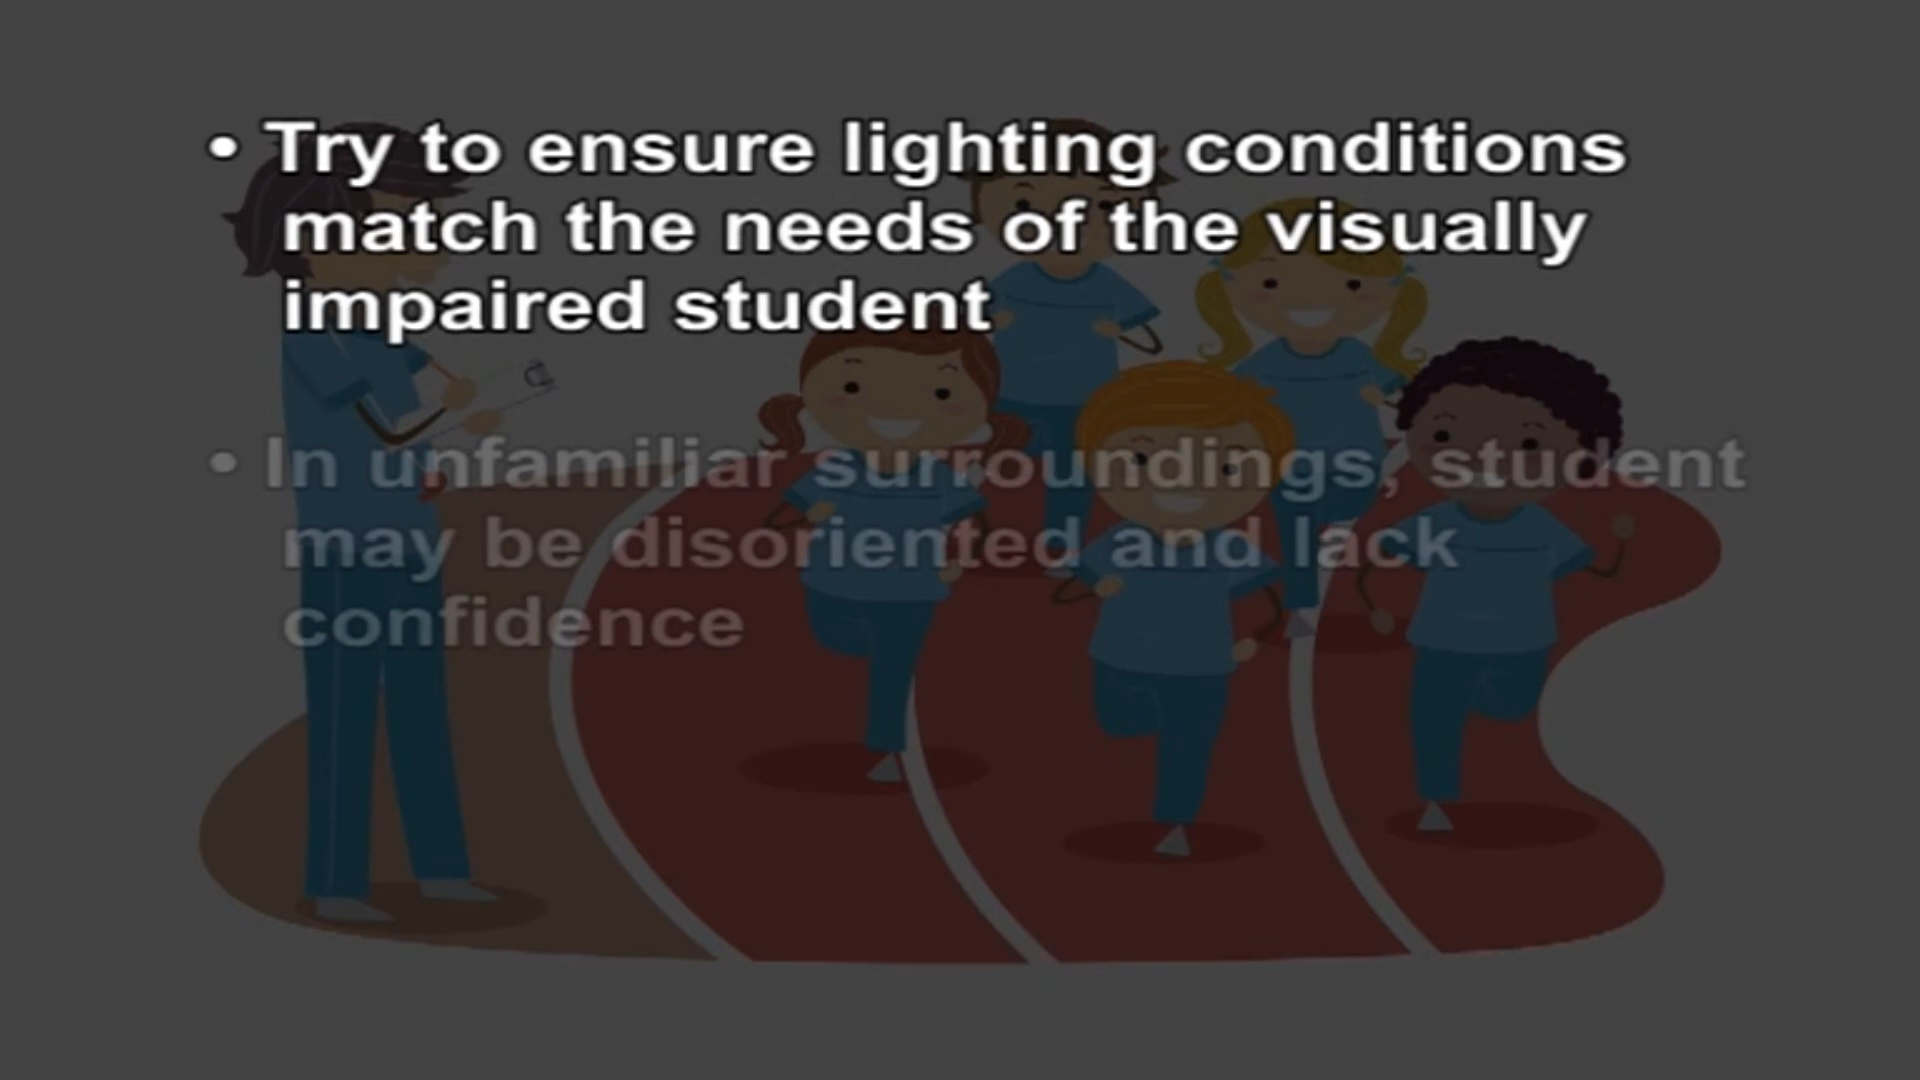 • Try to ensure lighting conditions
match the needs of the visually
impaired student
• In unfamiliar surroundings, student
may be disoriented and lack
confidence